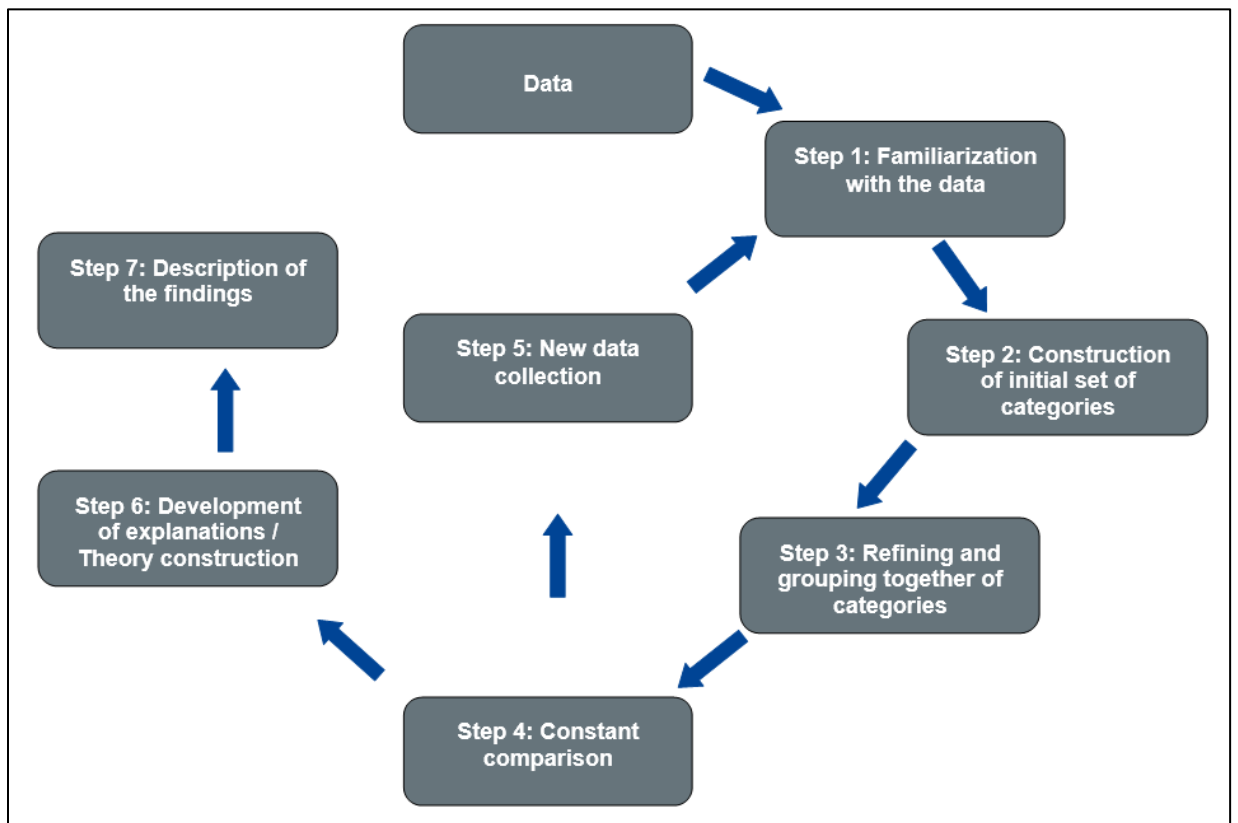 Data
Step 1: Familiarization
with the data
Step 2: Construction
of initial set of
categories
Step 3: Refining and
grouping together of
categories
Step 4: Constant
comparison
Step 5: New data
collection
Step 6: Development
of explanations /
Theory construction
Step 7: Description of
the findings